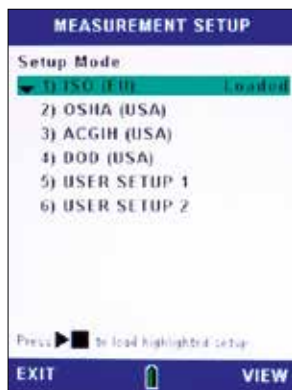 MEASUREMENT SETUP
Setup Mode
1) ISO (EU) Loaded
2) OSHA (USA)
3) ACGIH (USA)
4) DOD (USA)
5) USER SETUP 1
6) USER SETUP 2
Press ▶■ to load highlighted setup
EXIT VIEW